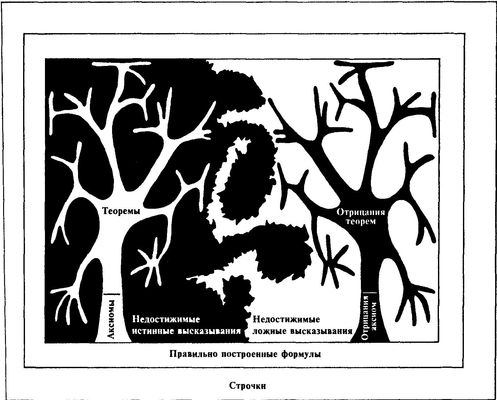 Теоремы
Отрицания
теорем
Аксиомы
Недостижимые
истинные высказывания
Недостижимые
ложные высказывания
Отрицания
аксиом
Правильно построенные формулы
Строчки